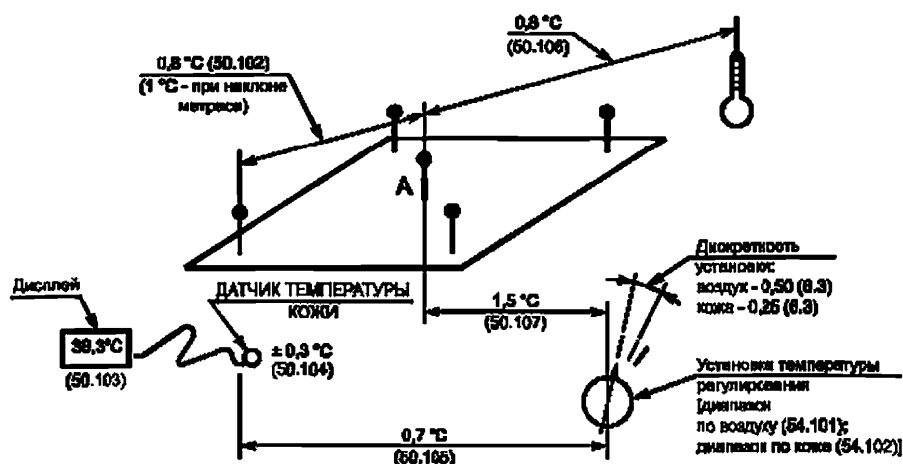 0,8 °C
(50.106)
0,8 °C (50.102)
(1 °C - при наклоне
матраса)
A
Дискретность
установки:
воздух - 0,50 (6.3)
кожа - 0,25 (6.3)
Дисплей
ДАТЧИК ТЕМПЕРАТУРЫ
КОЖИ
1,5 °C
(50.107)
39,3°C
(50.103)
± 0,3 °C
(50.104)
Установка температуры
регулирования
[диапазон
по воздуху (54.101);
диапазон по коже (54.102)]
0,7 °C
(50.105)